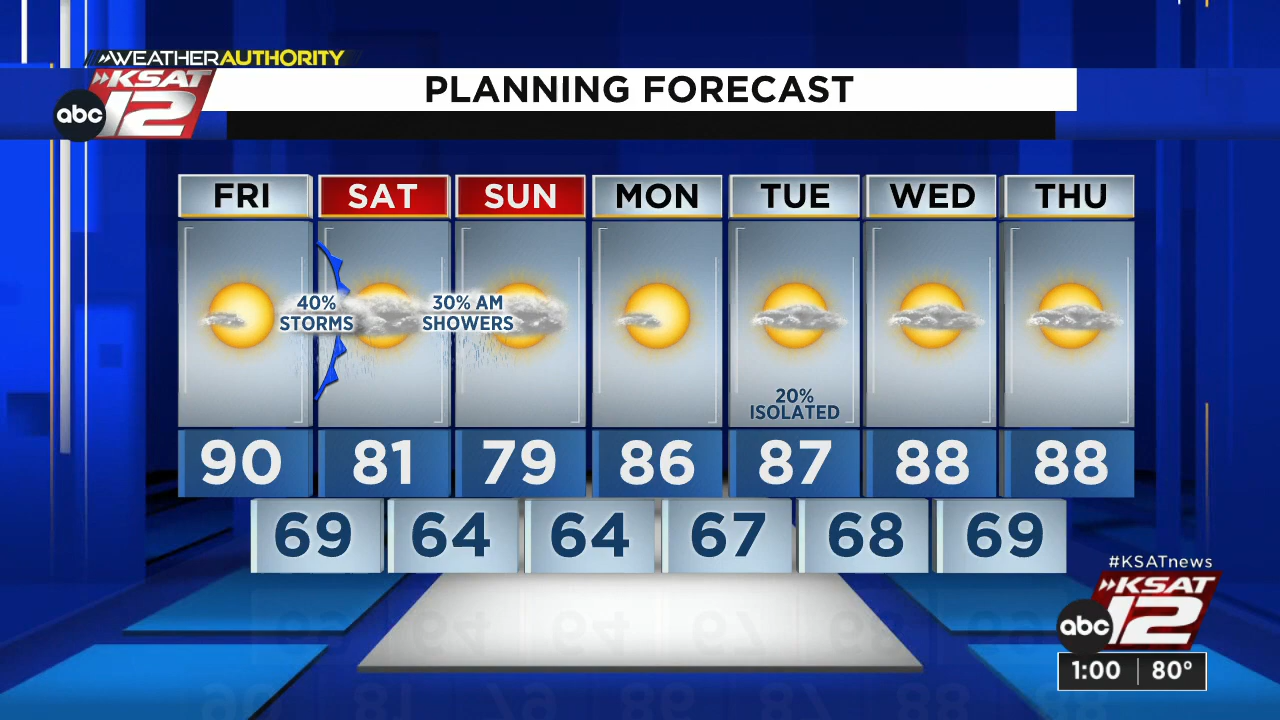 WEATHERAUTHORITY
KSAT
abc 12
PLANNING FORECAST
FRI SAT SUN MON TUE WED THU
40%
STORMS
30% AM
SHOWERS
20%
ISOLATED
90 81 79 86 87 88 88
69 64 64 67 68 69
#KSATnews
KSAT
abc 12
1:00 80°